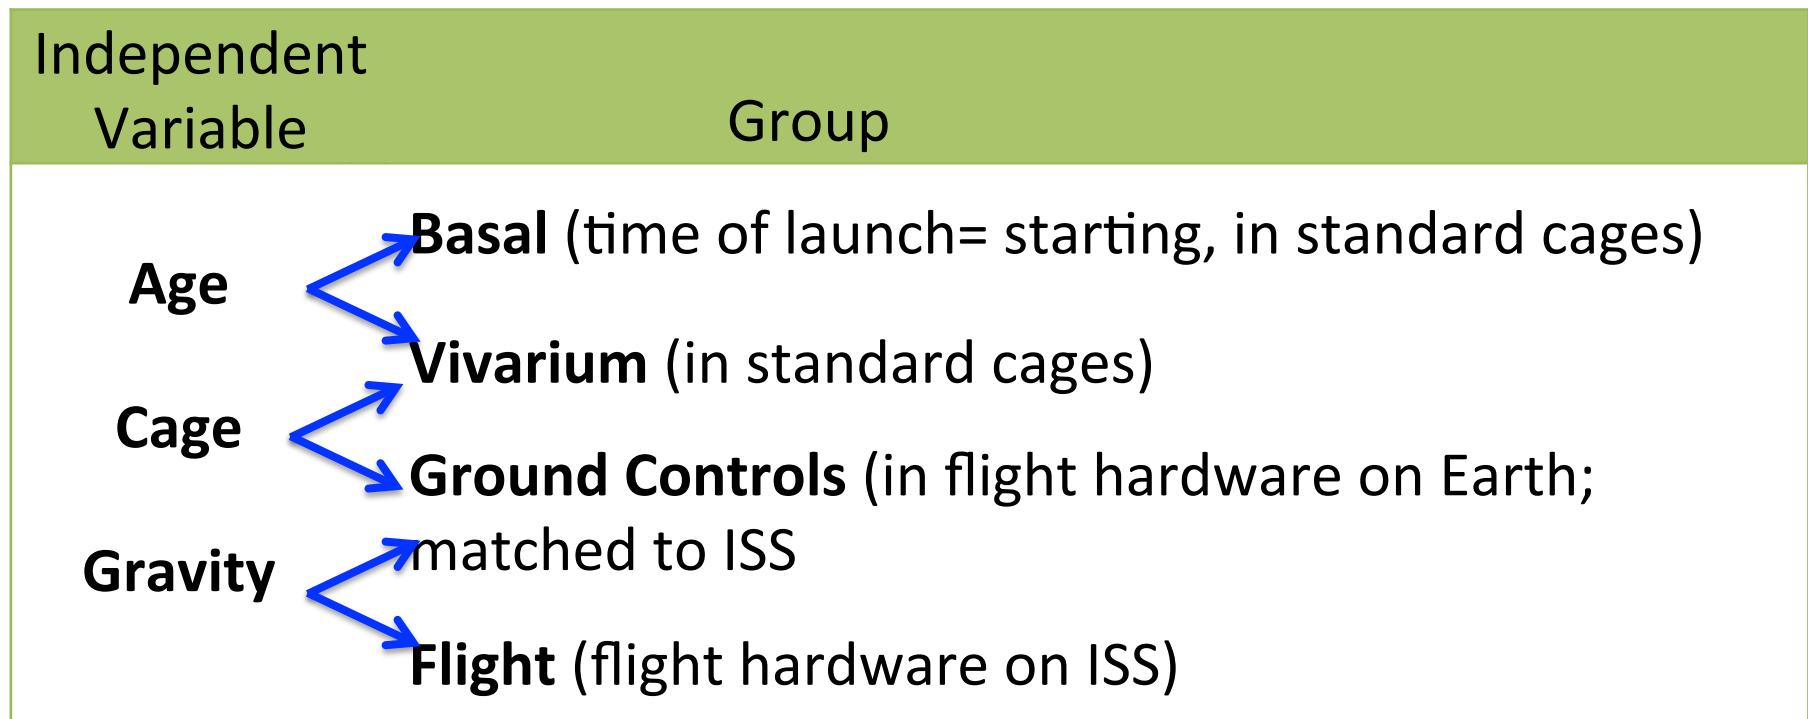 Independent
Variable
Group
Age
Basal (time of launch= starting, in standard cages)
Vivarium (in standard cages)
Cage
Ground Controls (in flight hardware on Earth;
matched to ISS
Gravity
Flight (flight hardware on ISS)